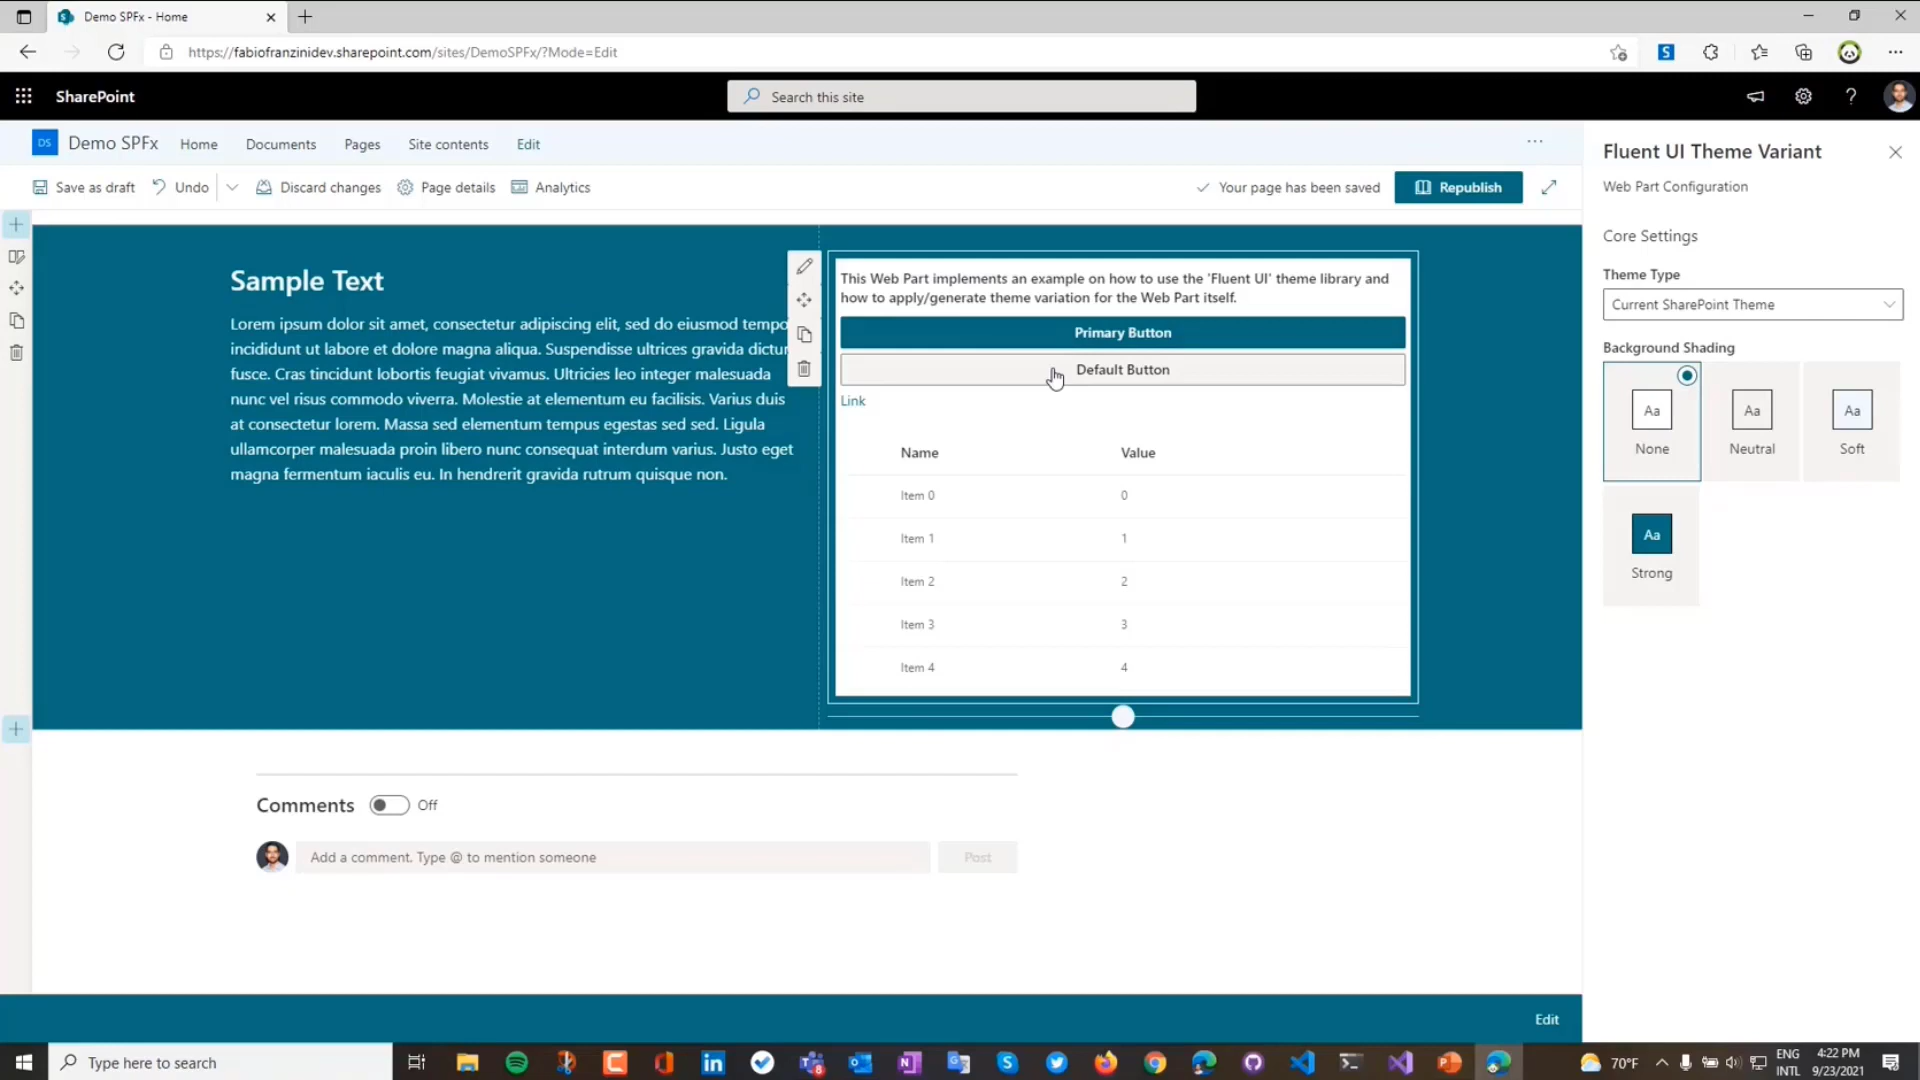 Demo SPFx - Home
https://fabiofranzinidev.sharepoint.com/sites/DemoSPFx/?Mode=Edit
SharePoint
Search this site
DS
Demo SPFx
Home
Documents
Pages
Site contents
Edit
Save as draft
Undo
Discard changes
Page details
Analytics
Your page has been saved
Republish
Sample Text
Lorem ipsum dolor sit amet, consectetur adipiscing elit, sed do eiusmod tempo
incididunt ut labore et dolore magna aliqua. Suspendisse ultrices gravida dictur
fusce. Cras tincidunt lobortis feugiat vivamus. Ultricies leo integer malesuada
nunc vel risus commodo viverra. Molestie at elementum eu facilisis. Varius duis
at consectetur lorem. Massa sed elementum tempus egestas sed sed. Ligula
ullamcorper malesuada proin libero nunc consequat interdum varius. Justo eget
magna fermentum iaculis eu. In hendrerit gravida rutrum quisque non.
This Web Part implements an example on how to use the 'Fluent UI' theme library and
how to apply/generate theme variation for the Web Part itself.
Primary Button
Default Button
Link
Name Value
Item 0 0
Item 1 1
Item 2 2
Item 3 3
Item 4 4
Comments
Off
Add a comment. Type @ to mention someone
Post
Edit
Fluent UI Theme Variant
Web Part Configuration
Core Settings
Theme Type
Current SharePoint Theme
Background Shading
Aa Aa Aa
None Neutral Soft
Aa
Strong
Type here to search
70°F
ENG
INTL
4:22 PM
9/23/2021